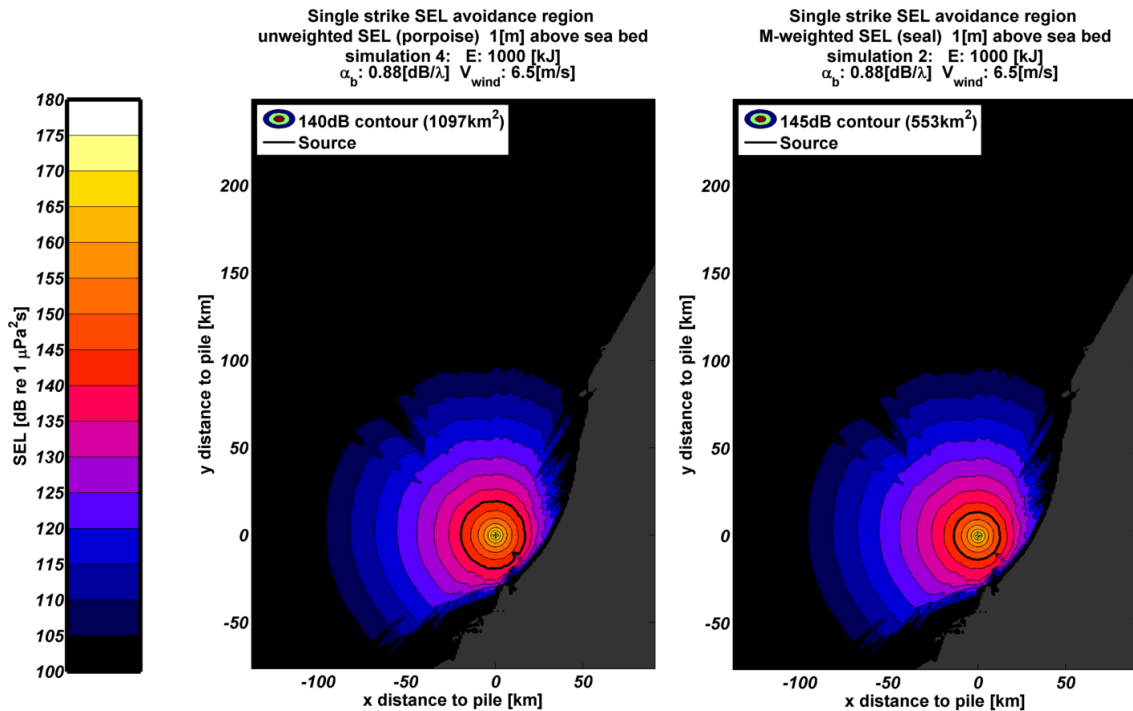 Single strike SEL avoidance region
unweighted SEL (porpoise) 1[m] above sea bed
simulation 4: E: 1000 [kJ]
α_b: 0.88[dB/λ] V_wind: 6.5[m/s]
Single strike SEL avoidance region
M-weighted SEL (seal) 1[m] above sea bed
simulation 2: E: 1000 [kJ]
α_b: 0.88[dB/λ] V_wind: 6.5[m/s]
SEL [dB re 1 μPa²s]
180
175
170
165
160
155
150
145
140
135
130
125
120
115
110
105
100
140dB contour (1097km²)
Source
y distance to pile [km]
200
150
100
50
0
-50
-100
-50
0
50
x distance to pile [km]
145dB contour (553km²)
Source
y distance to pile [km]
200
150
100
50
0
-50
-100
-50
0
50
x distance to pile [km]